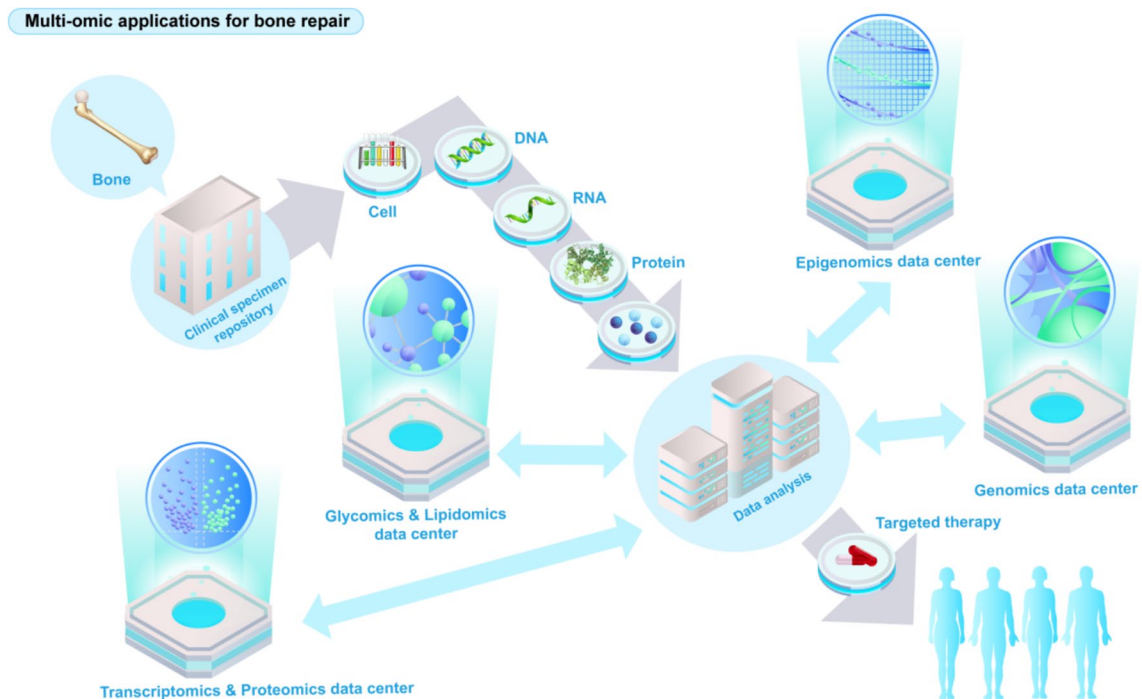 Multi-omic applications for bone repair
Bone
Clinical specimen
repository
Cell
DNA
RNA
Protein
Epigenomics data center
Genomics data center
Glycomics & Lipidomics
data center
Data analysis
Targeted therapy
Transcriptomics & Proteomics data center